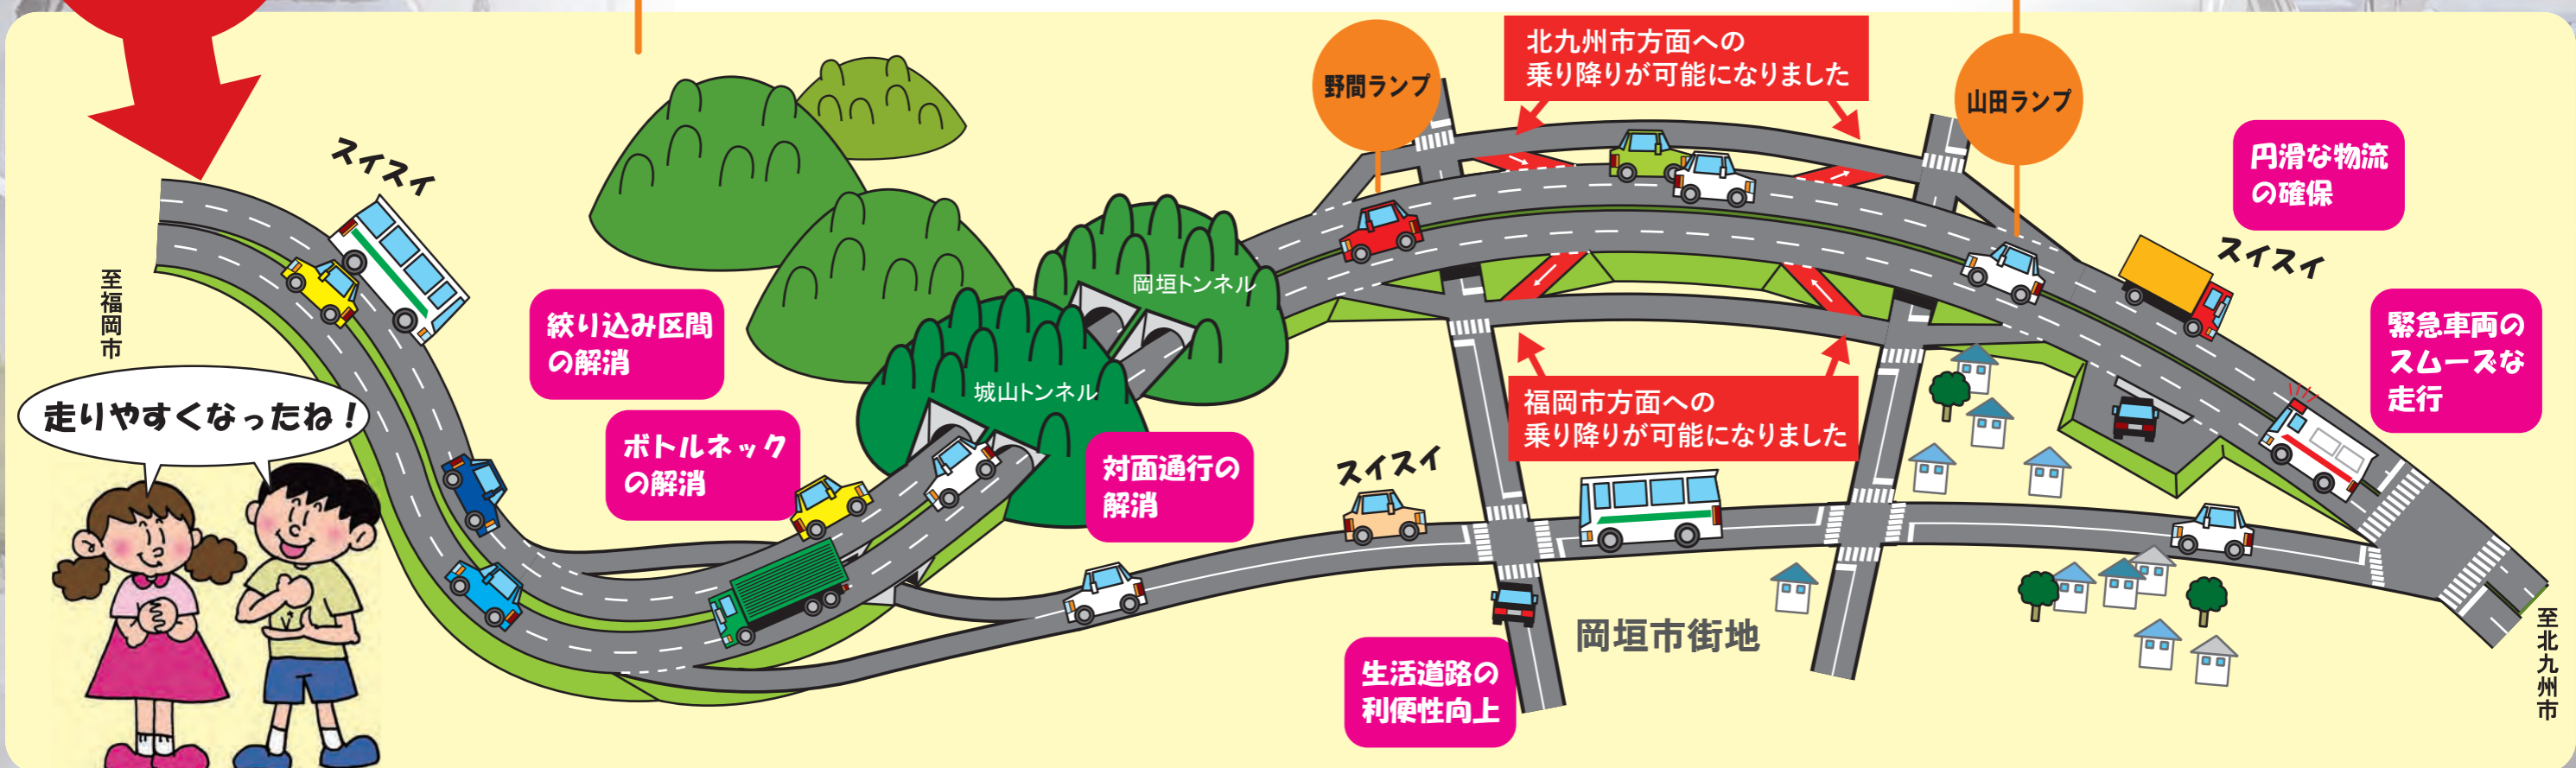 北九州市方面への
乗り降りが可能になりました
野間ランプ
山田ランプ
円滑な物流
の確保
スイスイ
スイスイ
至福岡市
岡垣トンネル
絞り込み区間
の解消
緊急車両の
スムーズな
走行
城山トンネル
福岡市方面への
乗り降りが可能になりました
走りやすくなったね!
ボトルネック
の解消
対面通行の
解消
スイスイ
岡垣市街地
生活道路の
利便性向上
至北九州市